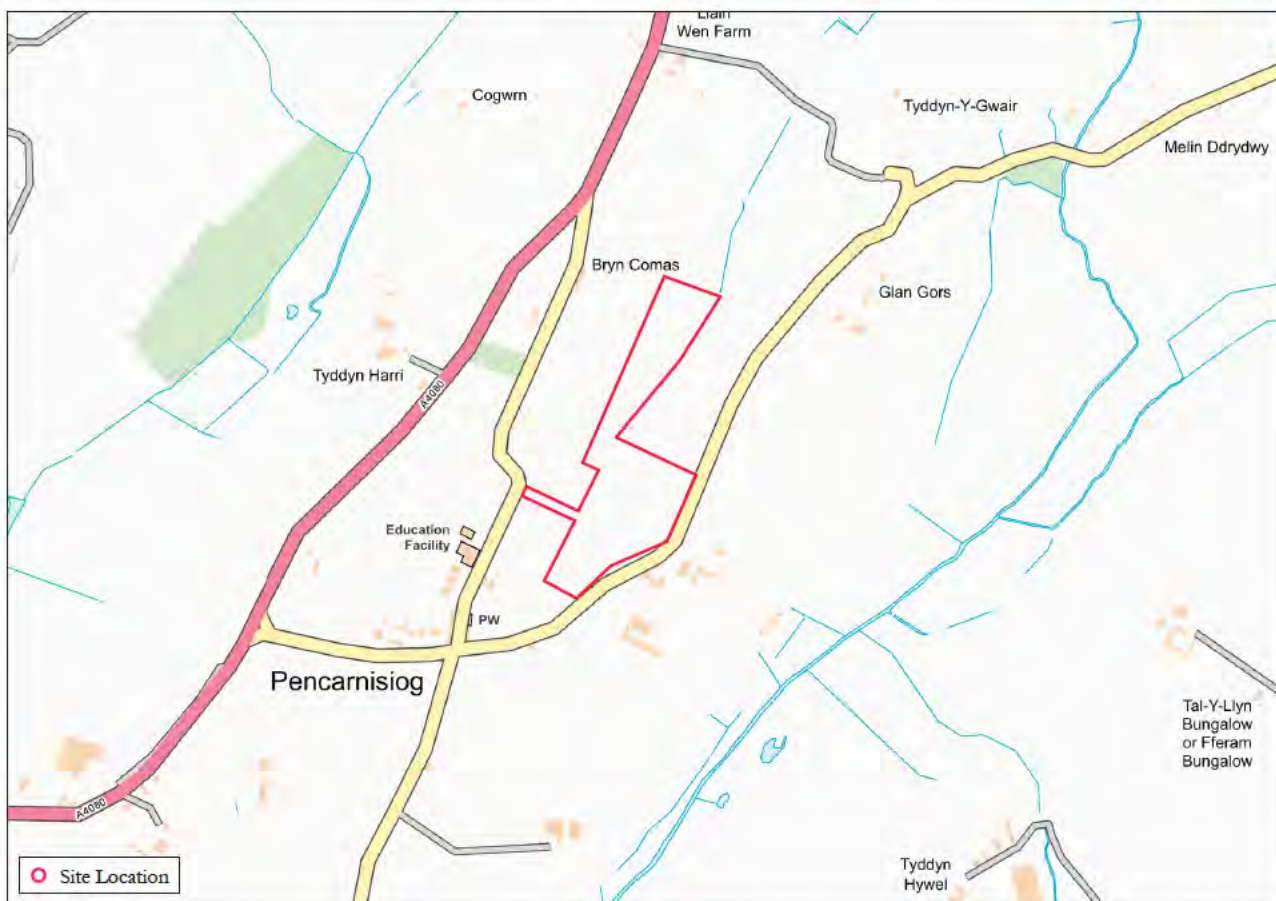 Wen Farm
Cogwrn
Tyddyn-Y-Gwair
Melin Ddrydwy
Bryn Comas
Glan Gors
Tyddyn Harri
A4080
Education
Facility
PW
Pencarnisiog
Tal-Y-Llyn
Bungalow
or Fferam
Bungalow
A4080
Tyddyn
Hywel
Site Location